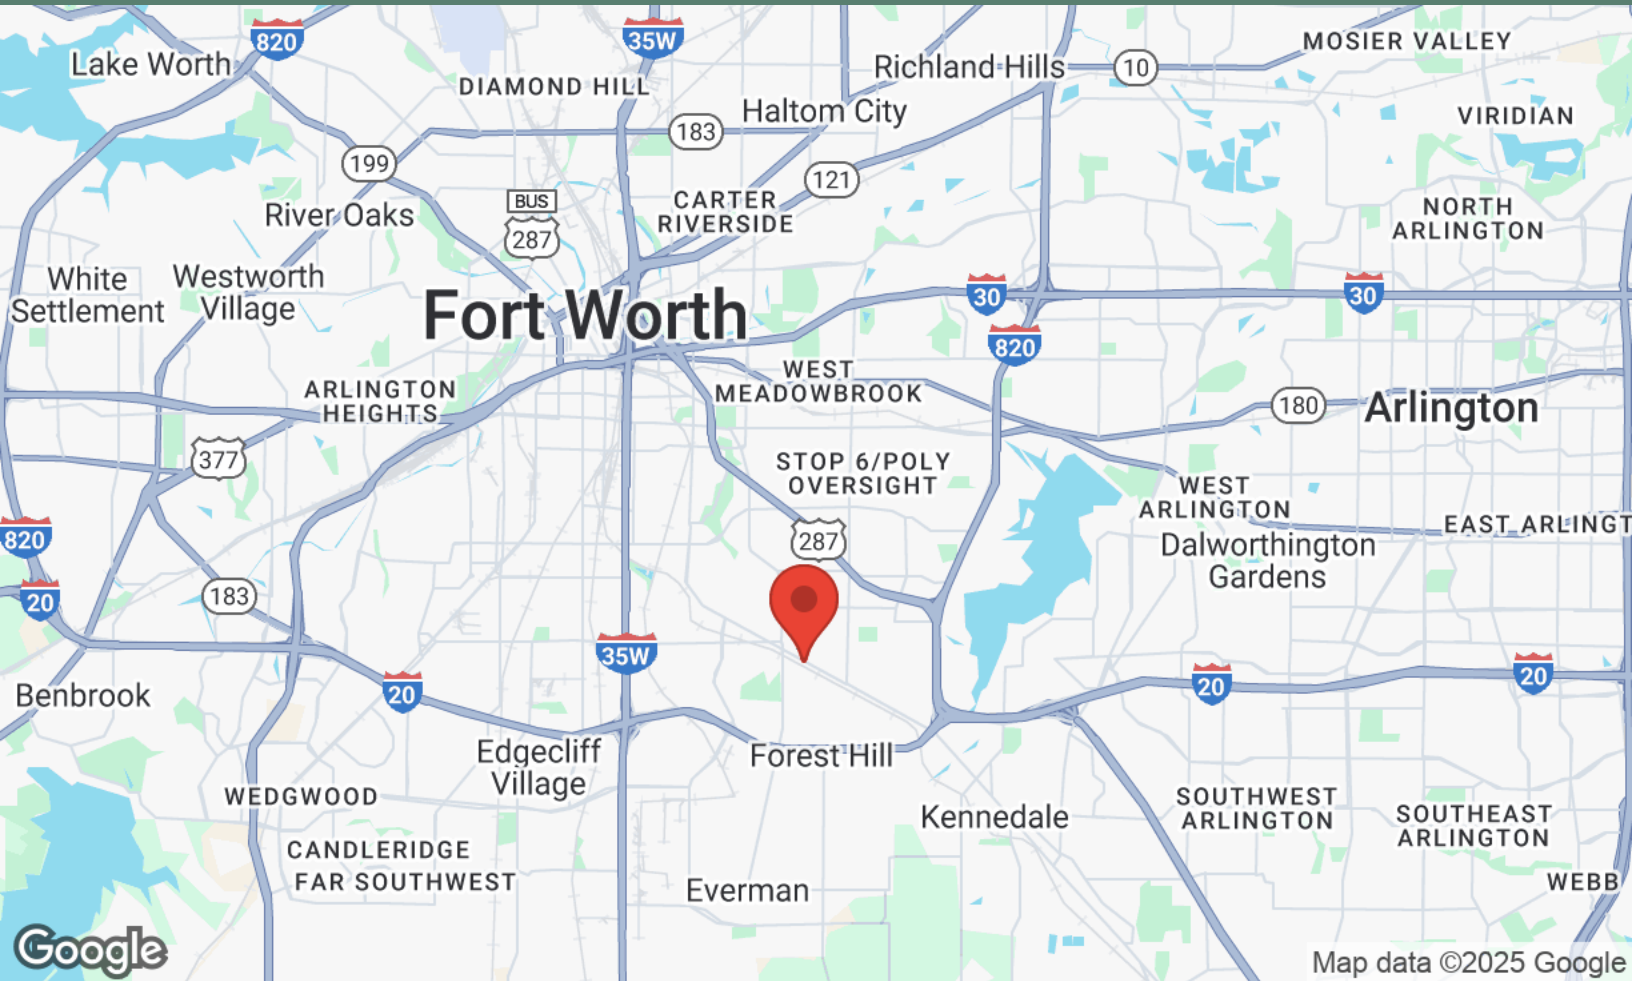 820
35W
MOSIER VALLEY
Lake Worth
Richland Hills
10
DIAMOND HILL
Haltom City
VIRIDIAN
183
199
121
BUS
287
CARTER
RIVERSIDE
River Oaks
NORTH
ARLINGTON
White
Settlement
Westworth
Village
Fort Worth
30
30
820
WEST
MEADOWBROOK
ARLINGTON
HEIGHTS
180
Arlington
377
STOP 6/POLY
OVERSIGHT
WEST
ARLINGTON
EAST ARLINGT
820
287
Dalworthington
Gardens
20
183
35W
20
20
20
Benbrook
Edgecliff
Village
Forest Hill
WEDGWOOD
Kennedale
SOUTHWEST
ARLINGTON
SOUTHEAST
ARLINGTON
CANDLERIDGE
FAR SOUTHWEST
Everman
WEBB
Google
Map data ©2025 Google